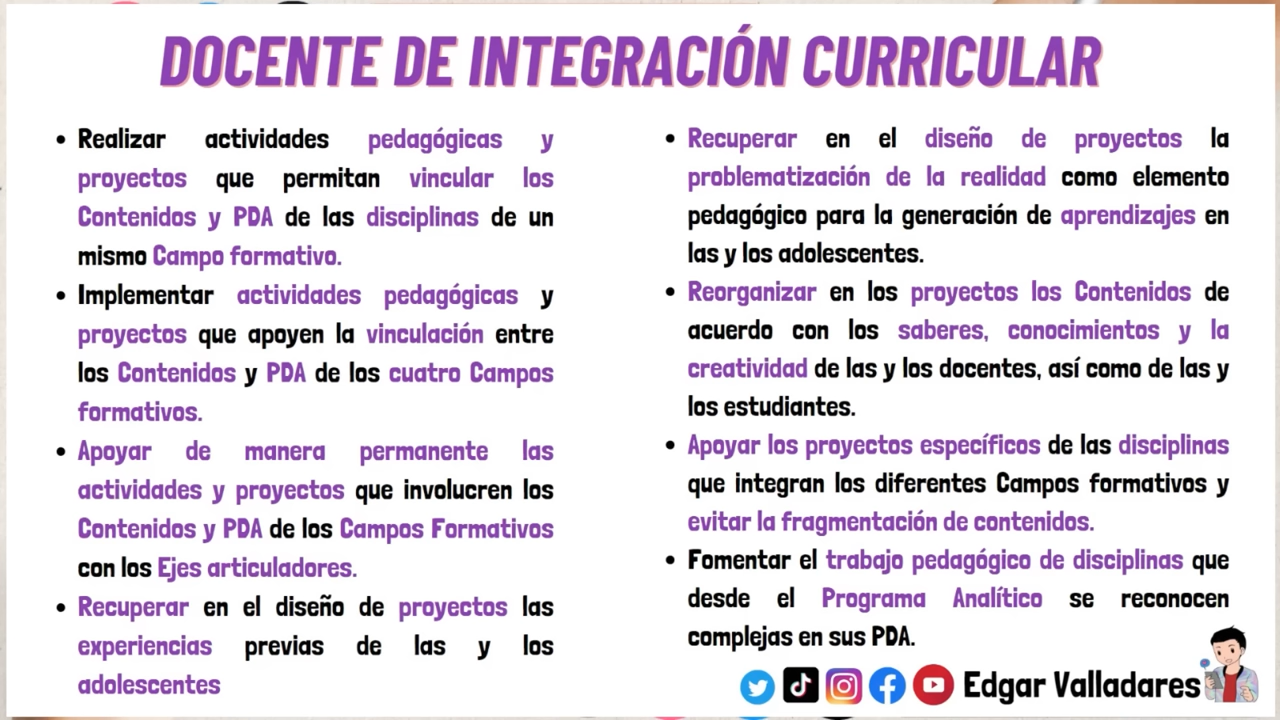 DOCENTE DE INTEGRACIÓN CURRICULAR
• Realizar actividades pedagógicas y
proyectos que permitan vincular los
Contenidos y PDA de las disciplinas de un
mismo Campo formativo.
• Implementar actividades pedagógicas y
proyectos que apoyen la vinculación entre
los Contenidos y PDA de los cuatro Campos
formativos.
• Apoyar de manera permanente las
actividades y proyectos que involucren los
Contenidos y PDA de los Campos Formativos
con los Ejes articuladores.
• Recuperar en el diseño de proyectos las
experiencias previas de las y los
adolescentes
• Recuperar en el diseño de proyectos la
problematización de la realidad como elemento
pedagógico para la generación de aprendizajes en
las y los adolescentes.
• Reorganizar en los proyectos los Contenidos de
acuerdo con los saberes, conocimientos y la
creatividad de las y los docentes, así como de las y
los estudiantes.
• Apoyar los proyectos específicos de las disciplinas
que integran los diferentes Campos formativos y
evitar la fragmentación de contenidos.
• Fomentar el trabajo pedagógico de disciplinas que
desde el Programa Analítico se reconocen
complejas en sus PDA.
Edgar Valladares